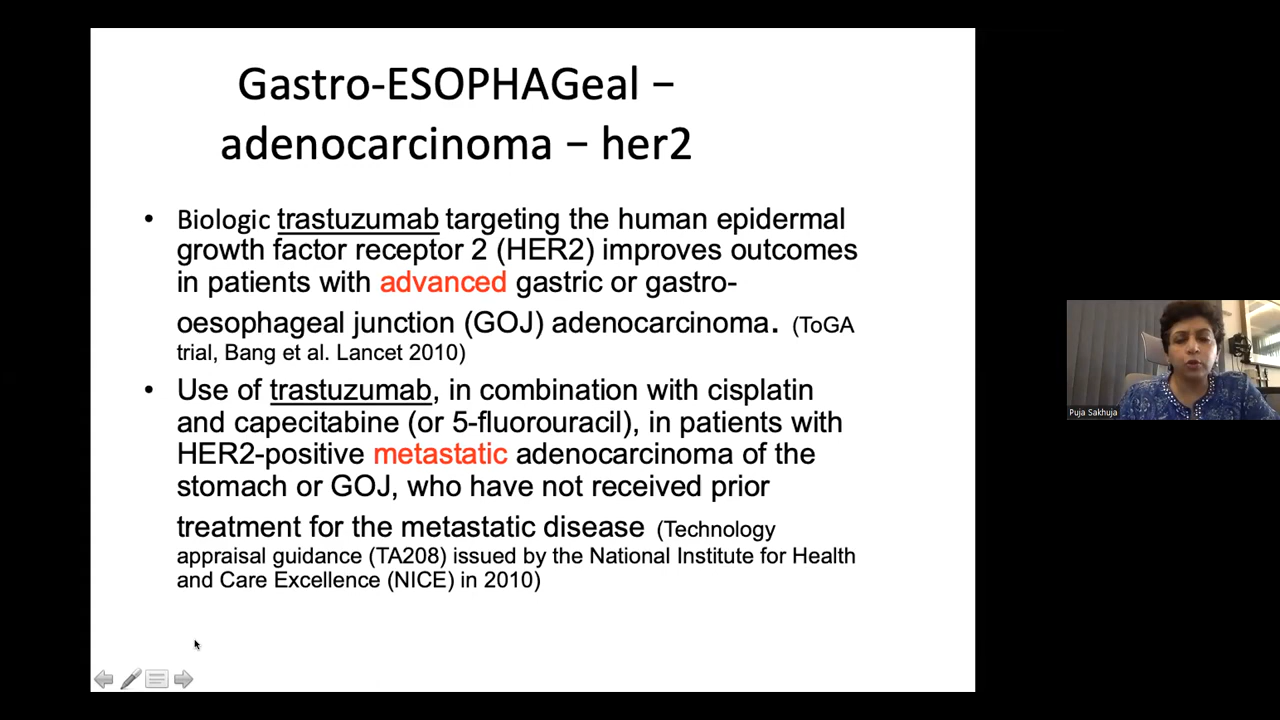 Gastro-ESOPHAGeal –
adenocarcinoma – her2
• Biologic trastuzumab targeting the human epidermal
growth factor receptor 2 (HER2) improves outcomes
in patients with advanced gastric or gastro-
oesophageal junction (GOJ) adenocarcinoma. (ToGA
trial, Bang et al. Lancet 2010)
• Use of trastuzumab, in combination with cisplatin
and capecitabine (or 5-fluorouracil), in patients with
HER2-positive metastatic adenocarcinoma of the
stomach or GOJ, who have not received prior
treatment for the metastatic disease (Technology
appraisal guidance (TA208) issued by the National Institute for Health
and Care Excellence (NICE) in 2010)
Puja Sakhuja